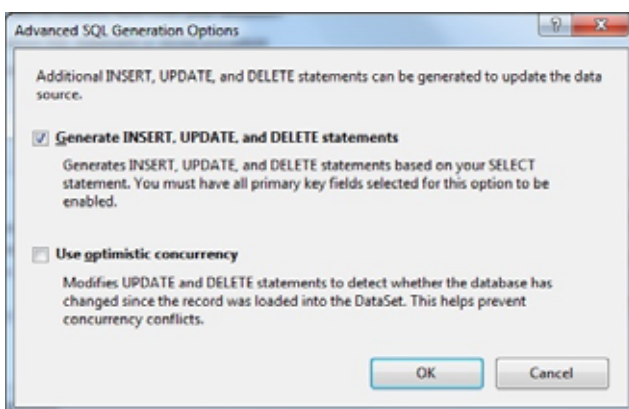 Advanced SQL Generation Options
Additional INSERT, UPDATE, and DELETE statements can be generated to update the data
source.
Generate INSERT, UPDATE, and DELETE statements
Generates INSERT, UPDATE, and DELETE statements based on your SELECT
statement. You must have all primary key fields selected for this option to be
enabled.
Use optimistic concurrency
Modifies UPDATE and DELETE statements to detect whether the database has
changed since the record was loaded into the DataSet. This helps prevent
concurrency conflicts.
OK Cancel